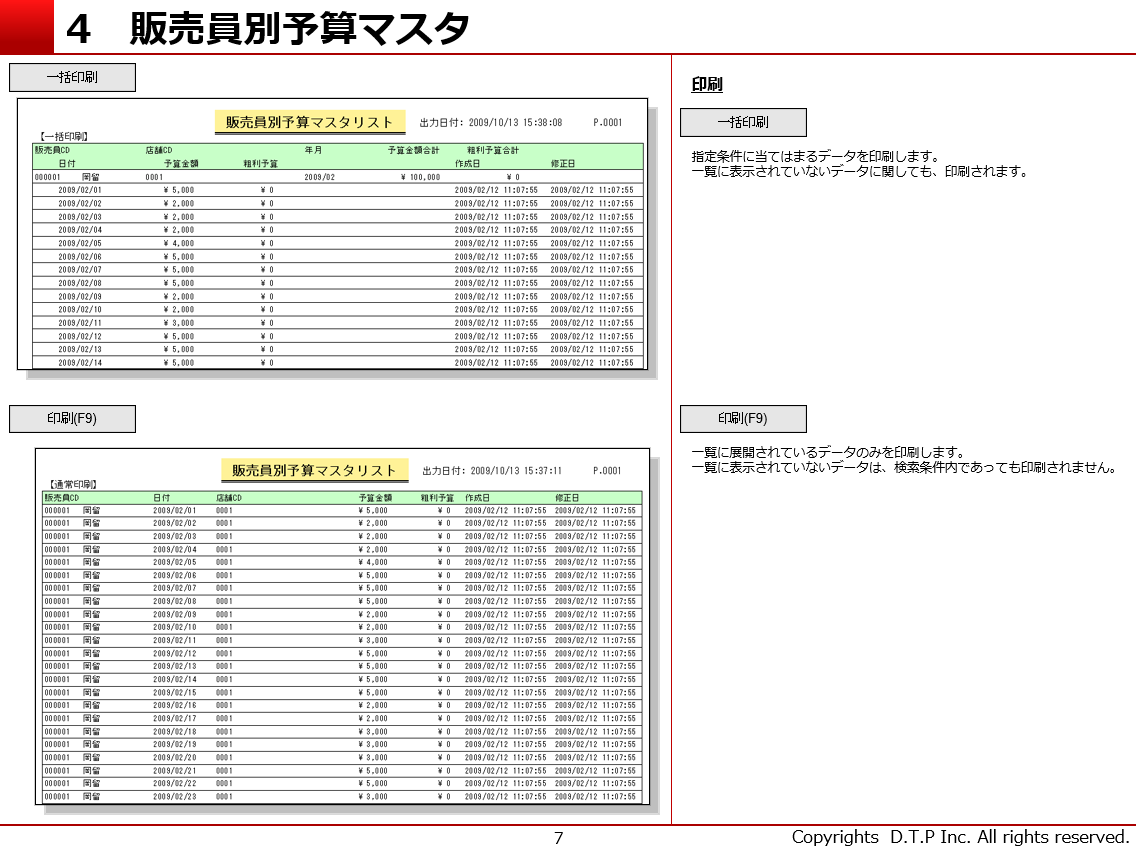 4 販売員別予算マスタ
一括印刷
販売員別予算マスタリスト 出力日付: 2009/10/13 15:38:08 P.0001
【一括印刷】
販売員CD 店舗CD 年月 予算金額合計 粗利予算合計
日付 予算金額 粗利予算 作成日 修正日
000001 岡留 0001 2009/02 ¥ 100,000 ¥ 0
2009/02/01 ¥ 5,000 ¥ 0 2009/02/12 11:07:55 2009/02/12 11:07:55
2009/02/02 ¥ 2,000 ¥ 0 2009/02/12 11:07:55 2009/02/12 11:07:55
2009/02/03 ¥ 2,000 ¥ 0 2009/02/12 11:07:55 2009/02/12 11:07:55
2009/02/04 ¥ 2,000 ¥ 0 2009/02/12 11:07:55 2009/02/12 11:07:55
2009/02/05 ¥ 4,000 ¥ 0 2009/02/12 11:07:55 2009/02/12 11:07:55
2009/02/06 ¥ 5,000 ¥ 0 2009/02/12 11:07:55 2009/02/12 11:07:55
2009/02/07 ¥ 5,000 ¥ 0 2009/02/12 11:07:55 2009/02/12 11:07:55
2009/02/08 ¥ 5,000 ¥ 0 2009/02/12 11:07:55 2009/02/12 11:07:55
2009/02/09 ¥ 2,000 ¥ 0 2009/02/12 11:07:55 2009/02/12 11:07:55
2009/02/10 ¥ 2,000 ¥ 0 2009/02/12 11:07:55 2009/02/12 11:07:55
2009/02/11 ¥ 3,000 ¥ 0 2009/02/12 11:07:55 2009/02/12 11:07:55
2009/02/12 ¥ 5,000 ¥ 0 2009/02/12 11:07:55 2009/02/12 11:07:55
2009/02/13 ¥ 5,000 ¥ 0 2009/02/12 11:07:55 2009/02/12 11:07:55
2009/02/14 ¥ 5,000 ¥ 0 2009/02/12 11:07:55 2009/02/12 11:07:55
印刷(F9)
販売員別予算マスタリスト 出力日付: 2009/10/13 15:37:11 P.0001
【通常印刷】
販売員CD 日付 店舗CD 予算金額 粗利予算 作成日 修正日
000001 岡留 2009/02/01 0001 ¥ 5,000 ¥ 0 2009/02/12 11:07:55 2009/02/12 11:07:55
000001 岡留 2009/02/02 0001 ¥ 2,000 ¥ 0 2009/02/12 11:07:55 2009/02/12 11:07:55
000001 岡留 2009/02/03 0001 ¥ 2,000 ¥ 0 2009/02/12 11:07:55 2009/02/12 11:07:55
000001 岡留 2009/02/04 0001 ¥ 2,000 ¥ 0 2009/02/12 11:07:55 2009/02/12 11:07:55
000001 岡留 2009/02/05 0001 ¥ 4,000 ¥ 0 2009/02/12 11:07:55 2009/02/12 11:07:55
000001 岡留 2009/02/06 0001 ¥ 5,000 ¥ 0 2009/02/12 11:07:55 2009/02/12 11:07:55
000001 岡留 2009/02/07 0001 ¥ 5,000 ¥ 0 2009/02/12 11:07:55 2009/02/12 11:07:55
000001 岡留 2009/02/08 0001 ¥ 5,000 ¥ 0 2009/02/12 11:07:55 2009/02/12 11:07:55
000001 岡留 2009/02/09 0001 ¥ 2,000 ¥ 0 2009/02/12 11:07:55 2009/02/12 11:07:55
000001 岡留 2009/02/10 0001 ¥ 2,000 ¥ 0 2009/02/12 11:07:55 2009/02/12 11:07:55
000001 岡留 2009/02/11 0001 ¥ 3,000 ¥ 0 2009/02/12 11:07:55 2009/02/12 11:07:55
000001 岡留 2009/02/12 0001 ¥ 5,000 ¥ 0 2009/02/12 11:07:55 2009/02/12 11:07:55
000001 岡留 2009/02/13 0001 ¥ 5,000 ¥ 0 2009/02/12 11:07:55 2009/02/12 11:07:55
000001 岡留 2009/02/14 0001 ¥ 5,000 ¥ 0 2009/02/12 11:07:55 2009/02/12 11:07:55
000001 岡留 2009/02/15 0001 ¥ 5,000 ¥ 0 2009/02/12 11:07:55 2009/02/12 11:07:55
000001 岡留 2009/02/16 0001 ¥ 2,000 ¥ 0 2009/02/12 11:07:55 2009/02/12 11:07:55
000001 岡留 2009/02/17 0001 ¥ 2,000 ¥ 0 2009/02/12 11:07:55 2009/02/12 11:07:55
000001 岡留 2009/02/18 0001 ¥ 3,000 ¥ 0 2009/02/12 11:07:55 2009/02/12 11:07:55
000001 岡留 2009/02/19 0001 ¥ 3,000 ¥ 0 2009/02/12 11:07:55 2009/02/12 11:07:55
000001 岡留 2009/02/20 0001 ¥ 3,000 ¥ 0 2009/02/12 11:07:55 2009/02/12 11:07:55
000001 岡留 2009/02/21 0001 ¥ 5,000 ¥ 0 2009/02/12 11:07:55 2009/02/12 11:07:55
000001 岡留 2009/02/22 0001 ¥ 5,000 ¥ 0 2009/02/12 11:07:55 2009/02/12 11:07:55
000001 岡留 2009/02/23 0001 ¥ 3,000 ¥ 0 2009/02/12 11:07:55 2009/02/12 11:07:55
印刷
一括印刷
指定条件に当てはまるデータを印刷します。
一覧に表示されていないデータに関しても、印刷されます。
印刷(F9)
一覧に展開されているデータのみを印刷します。
一覧に表示されていないデータは、検索条件内であっても印刷されません。
7
Copyrights D.T.P Inc. All rights reserved.